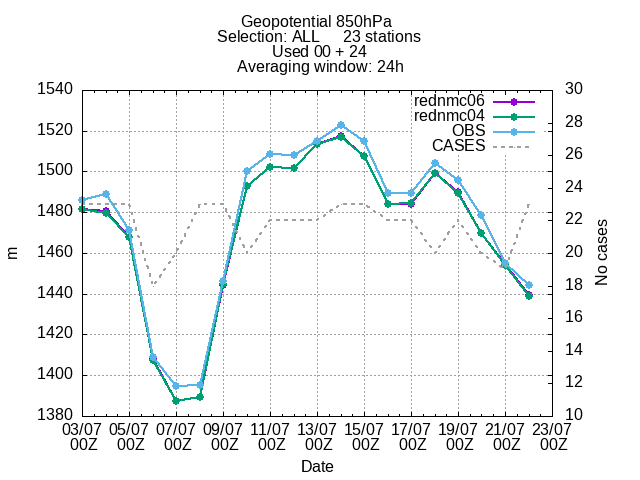 Geopotential 850hPa
Selection: ALL 23 stations
Used 00 + 24
Averaging window: 24h
rednmc06
rednmc04
OBS
CASES
1540
1520
1500
1480
1460
1440
1420
1400
1380
m
30
28
26
24
22
20
18
16
14
12
10
No cases
03/07 05/07 07/07 09/07 11/07 13/07 15/07 17/07 19/07 21/07 23/07
00Z 00Z 00Z 00Z 00Z 00Z 00Z 00Z 00Z 00Z 00Z
Date